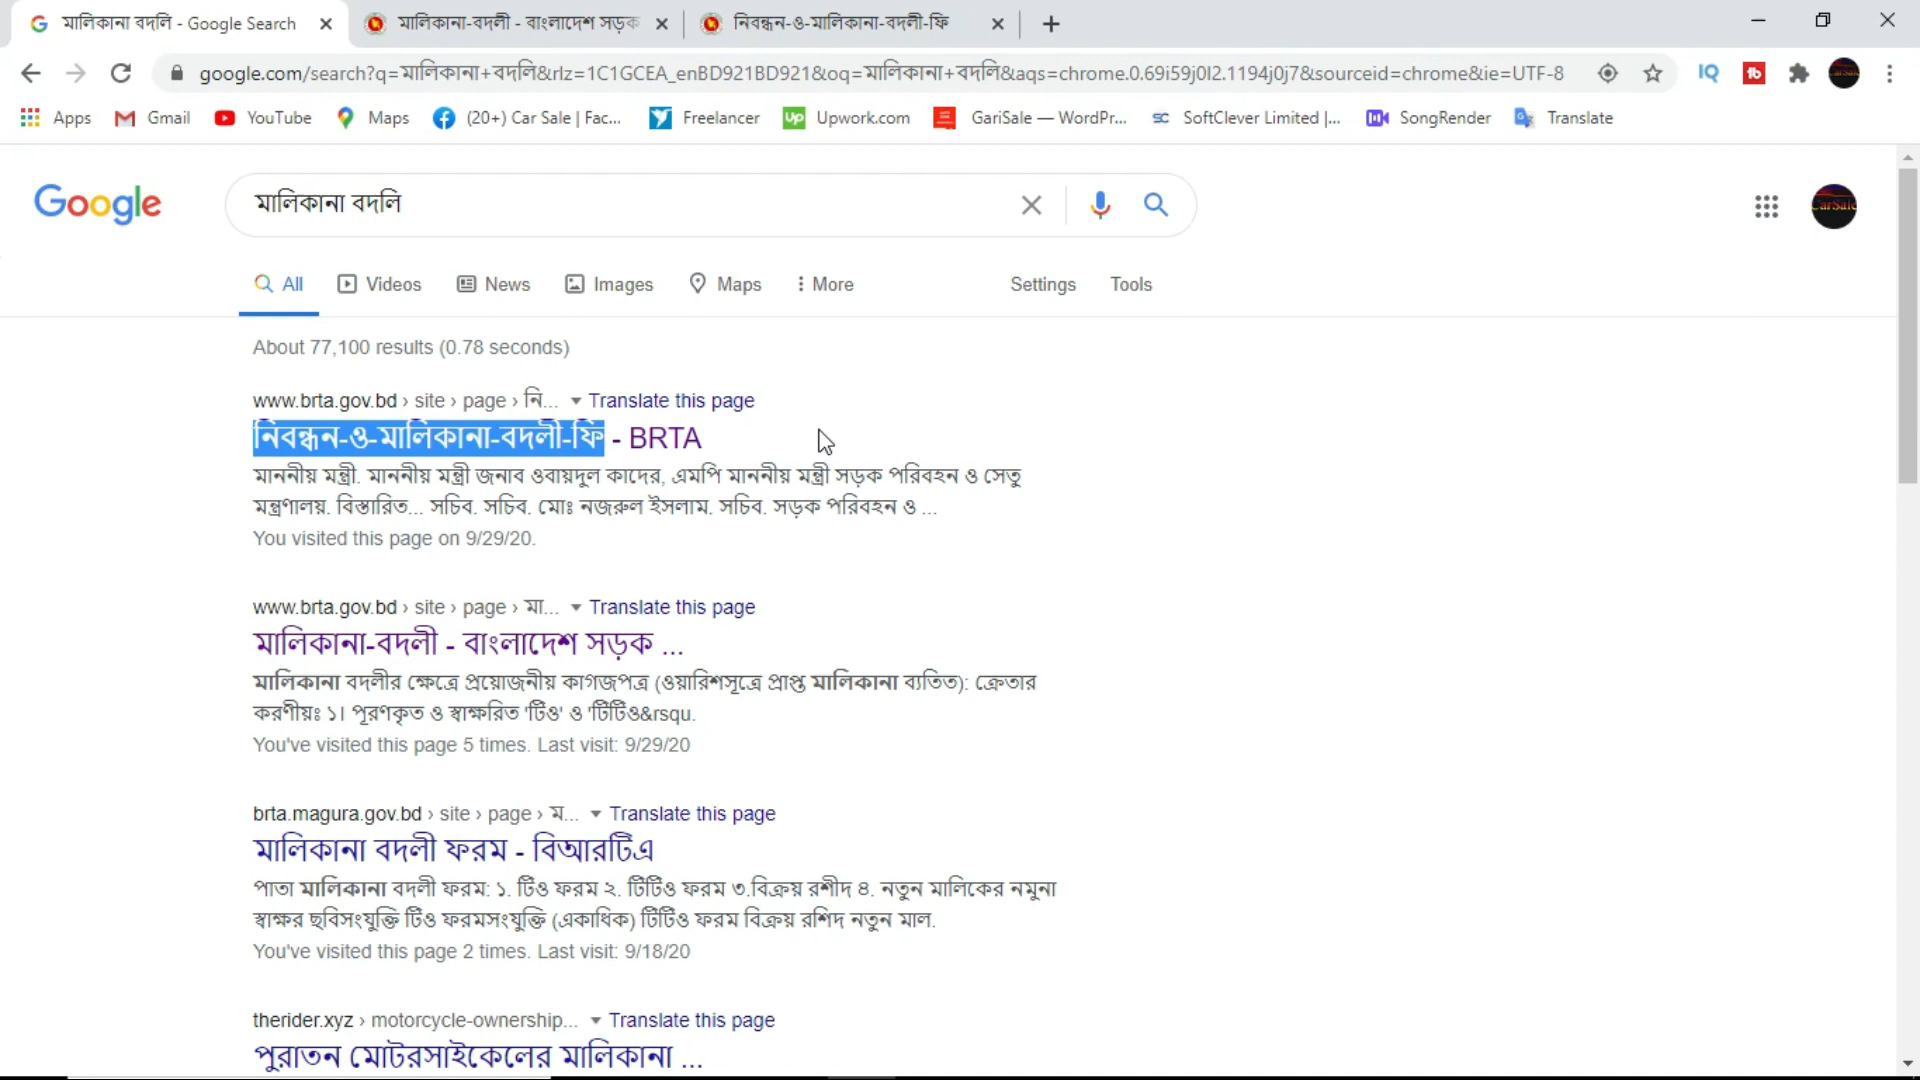 মালিকানা বদলি - Google Search
মালিকানা-বদলী - বাংলাদেশ সড়ক
নিবন্ধন-ও-মালিকানা-বদলী-ফি
google.com/search?q=মালিকানা+বদলি&rlz=1C1GCEA_enBD921BD921&oq=মালিকানা+বদলি&aqs=chrome.0.69i59j0l2.1194j0j7&sourceid=chrome&ie=UTF-8
IQ
Apps
Gmail
YouTube
Maps
(20+) Car Sale | Fac...
Freelancer
Up
Upwork.com
GariSale — WordPr...
SC
SoftClever Limited |...
SongRender
Translate
Google
মালিকানা বদলি
CarSale
All
Videos
News
Images
Maps
More
Settings
Tools
About 77,100 results (0.78 seconds)
www.brta.gov.bd › site › page › নি... Translate this page
নিবন্ধন-ও-মালিকানা-বদলী-ফি - BRTA
মাননীয় মন্ত্রী. মাননীয় মন্ত্রী জনাব ওবায়দুল কাদের, এমপি মাননীয় মন্ত্রী সড়ক পরিবহন ও সেতু
মন্ত্রণালয়. বিস্তারিত... সচিব. সচিব. মোঃ নজরুল ইসলাম. সচিব. সড়ক পরিবহন ও ...
You visited this page on 9/29/20.
www.brta.gov.bd › site › page › মা... Translate this page
মালিকানা-বদলী - বাংলাদেশ সড়ক ...
মালিকানা বদলীর ক্ষেত্রে প্রয়োজনীয় কাগজপত্র (ওয়ারিশসূত্রে প্রাপ্ত মালিকানা ব্যতিত): ক্রেতার
করণীয়ঃ ১। পূরণকৃত ও স্বাক্ষরিত 'টিও' ও 'টিটিও&rsqu.
You've visited this page 5 times. Last visit: 9/29/20
brta.magura.gov.bd › site › page › ম... Translate this page
মালিকানা বদলী ফরম - বিআরটিএ
পাতা মালিকানা বদলী ফরম: ১. টিও ফরম ২. টিটিও ফরম ৩.বিক্রয় রশীদ ৪. নতুন মালিকের নমুনা
স্বাক্ষর ছবিসংযুক্তি টিও ফরমসংযুক্তি (একাধিক) টিটিও ফরম বিক্রয় রশিদ নতুন মাল.
You've visited this page 2 times. Last visit: 9/18/20
therider.xyz › motorcycle-ownership... Translate this page
পুরাতন মোটরসাইকেলের মালিকানা ...